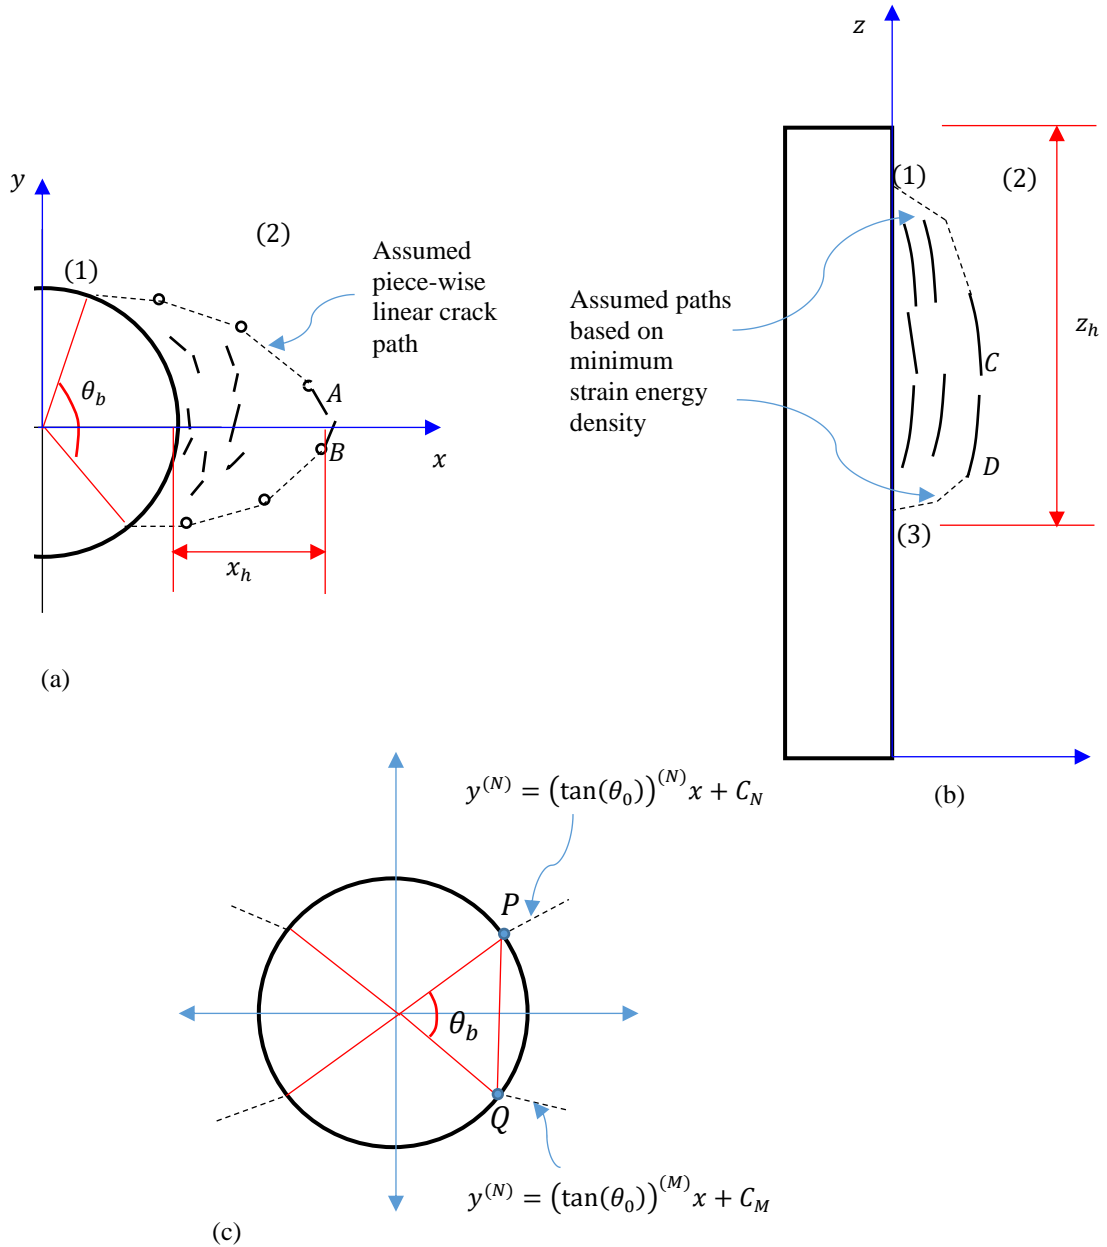 y
(2)
(1)
Assumed
piece-wise
linear crack
path
θ_b
A
B
x
x_h
(a)
z
(1)
(2)
Assumed paths
based on
minimum
strain energy
density
z_h
C
D
(3)
(b)
y^(N) = (tan(θ_0))^(N) x + C_N
P
θ_b
Q
y^(N) = (tan(θ_0))^(M) x + C_M
(c)